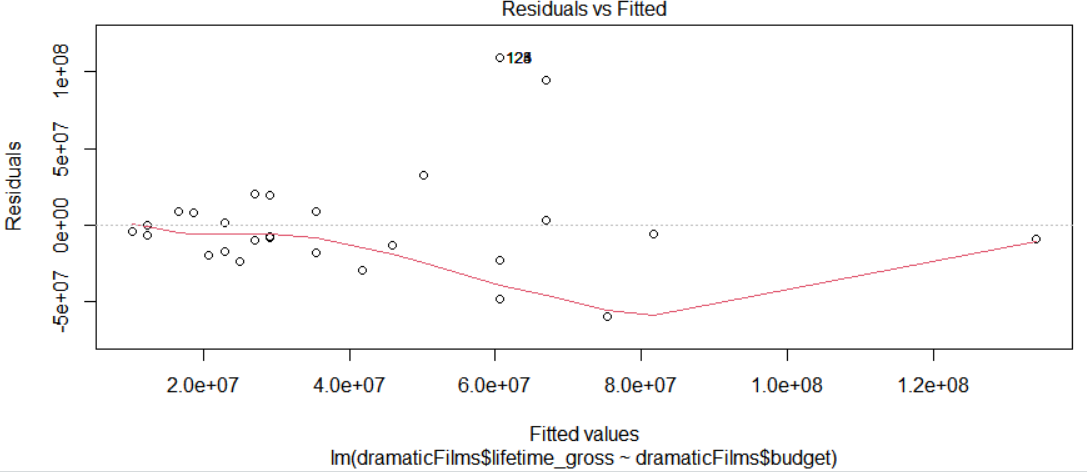 Residuals vs Fitted
1e+08
5e+07
0e+00
-5e+07
Residuals
2.0e+07 4.0e+07 6.0e+07 8.0e+07 1.0e+08 1.2e+08
Fitted values
lm(dramaticFilms$lifetime_gross ~ dramaticFilms$budget)